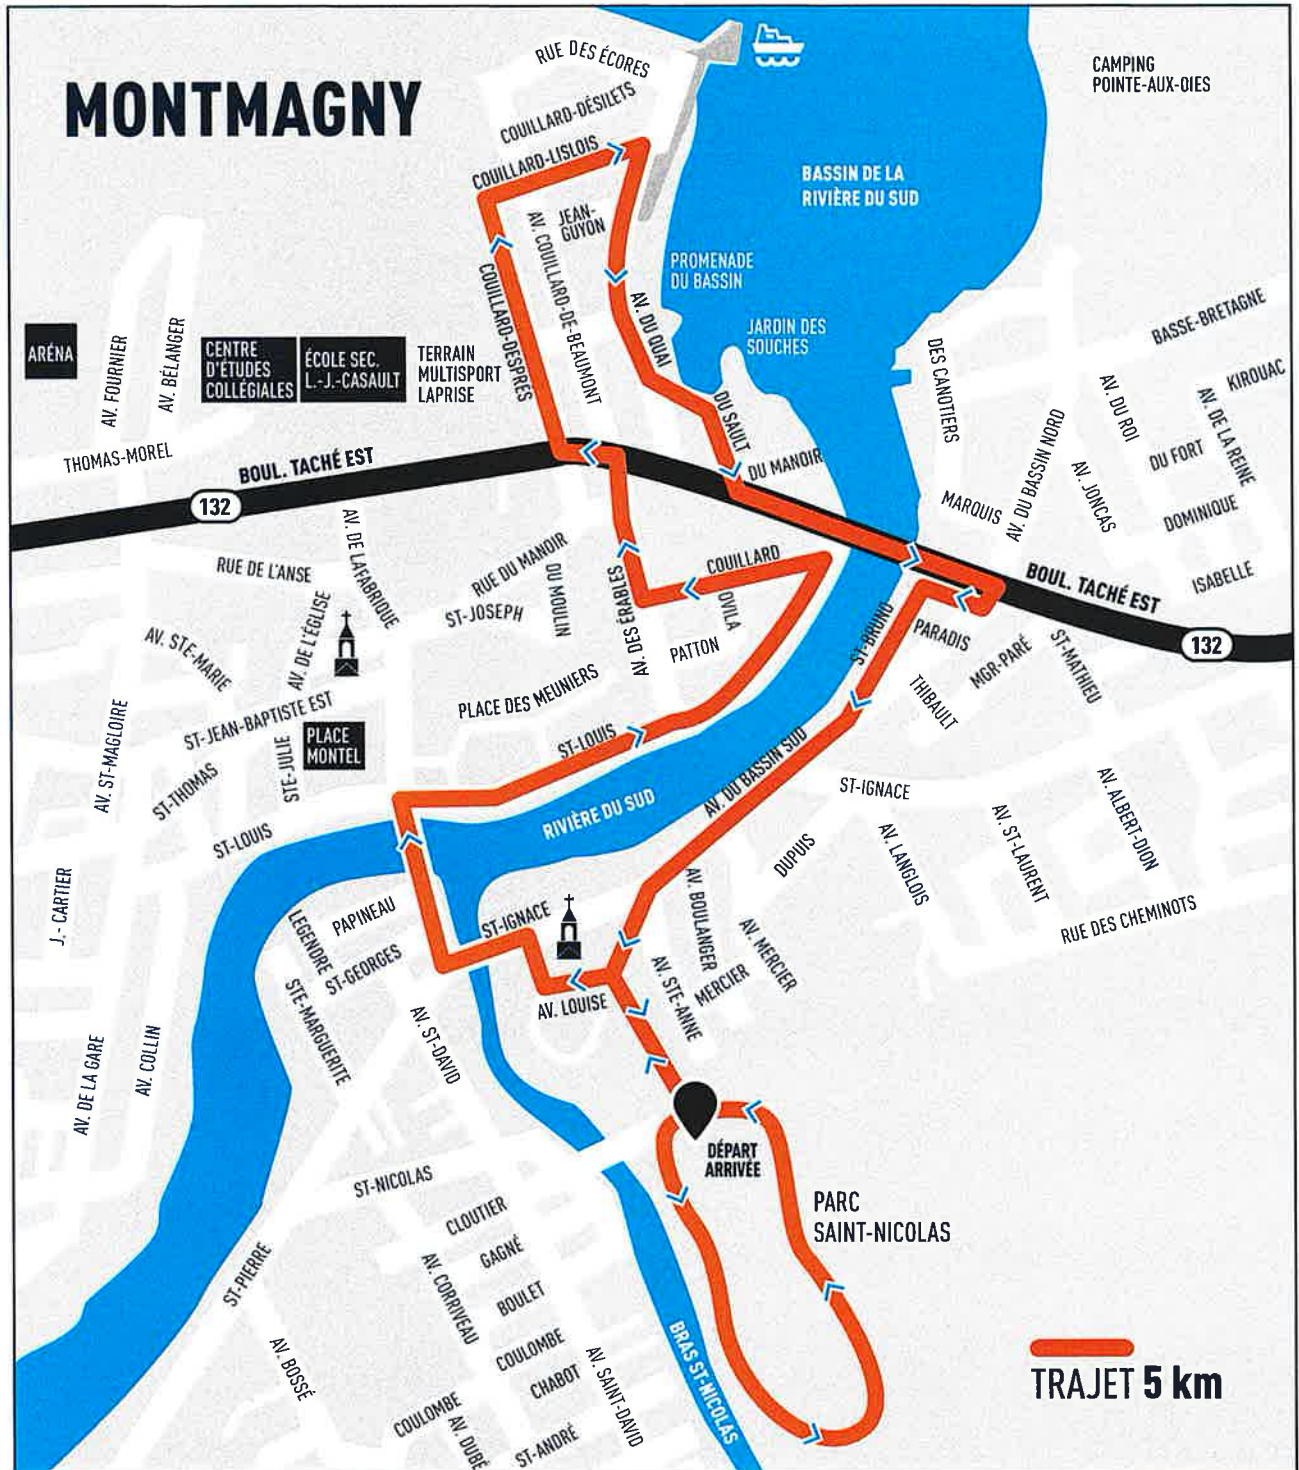 RUE DES ÉCORES
CAMPING
POINTE-AUX-OIES
MONTMAGNY
COUILLARD-DÉSILETS
COUILLARD-LISLOIS
BASSIN DE LA
RIVIÈRE DU SUD
JEAN-
GUYON
AV. COUILLARD-DE-BEAUMONT
PROMENADE
DU BASSIN
COUILLARD-DESPRÉS
AV. DU QUAI
JARDIN DES
SOUCHES
BASSE-BRETAGNE
ARÉNA
AV. FOURNIER
AV. BÉLANGER
CENTRE
D'ÉTUDES
COLLÉGIALES
ÉCOLE SEC.
L.-J.-CASAULT
TERRAIN
MULTISPORT
LAPRISE
DES CANOTIERS
AV. DU ROI
KIROUAC
AV. DE LA REINE
DU SAULT
THOMAS-MOREL
BOUL. TACHÉ EST
DU MANOIR
AV. DU BASSIN NORD
DU FORT
132
AV. JONCAS
MARQUIS
DOMINIQUE
AV. DE LA FABRIQUE
RUE DE L'ANSE
RUE DU MANOIR
DU MOULIN
AV. DES ÉRABLES
COUILLARD
OVILA
BOUL. TACHÉ EST
ISABELLE
ST-JOSEPH
AV. STE-MARIE
AV. DE L'ÉGLISE
PATTON
ST-BRUNO
PARADIS
MGR-PARÉ
ST-MATHIEU
132
PLACE DES MEUNIERS
THIBAULT
ST-JEAN-BAPTISTE EST
AV. ST-MAGLOIRE
ST-THOMAS
STE-JULIE
PLACE
MONTEL
ST-LOUIS
AV. DU BASSIN SUD
ST-IGNACE
RIVIÈRE DU SUD
ST-LOUIS
DUPUIS
AV. LANGLOIS
AV. ST-LAURENT
AV. ALBERT-DION
J.-CARTIER
LEGENDRE
PAPINEAU
ST-IGNACE
AV. BOULANGER
AV. MERCIER
RUE DES CHEMINOTS
ST-GEORGES
STE-MARGUERITE
AV. STE-ANNE
MERCIER
AV. LOUISE
AV. ST-DAVID
AV. COLLIN
AV. DE LA GARE
DÉPART
ARRIVÉE
ST-NICOLAS
PARC
SAINT-NICOLAS
CLOUTIER
GAGNÉ
ST-PIERRE
AV. CORRIVEAU
BOULET
BRAS ST-NICOLAS
AV. BOSSÉ
COULOMBE
CHABOT
AV. SAINT-DAVID
COULOMBE
AV. DUBÉ
ST-ANDRÉ
TRAJET 5 km